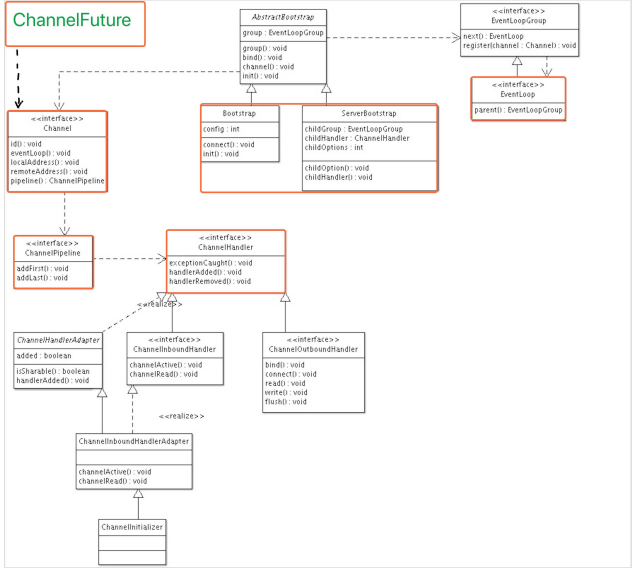 ChannelFuture
AbstractBootstrap
group : EventLoopGroup
group() : void
bind() : void
channel() : void
init() : void
<<interface>>
EventLoopGroup
next() : EventLoop
register(channel : Channel) : void
<<interface>>
EventLoop
parent() : EventLoopGroup
<<interface>>
Channel
id() : void
eventLoop() : void
localAddress() : void
remoteAddress() : void
pipeline() : ChannelPipeline
Bootstrap
config : int
connect() : void
init() : void
ServerBootstrap
childGroup : EventLoopGroup
childHandler : ChannelHandler
childOptions : int
childOption() : void
childHandler() : void
<<interface>>
ChannelPipeline
addFirst() : void
addLast() : void
<<interface>>
ChannelHandler
exceptionCaught() : void
handlerAdded() : void
handlerRemoved() : void
<<realize>>
ChannelHandlerAdapter
added : boolean
isSharable() : boolean
handlerAdded() : void
<<interface>>
ChannelInboundHandler
channelActive() : void
channelRead() : void
<<interface>>
ChannelOutboundHandler
bind() : void
connect() : void
read() : void
write() : void
flush() : void
<<realize>>
ChannelInboundHandlerAdapter
channelActive() : void
channelRead() : void
ChannelInitializer